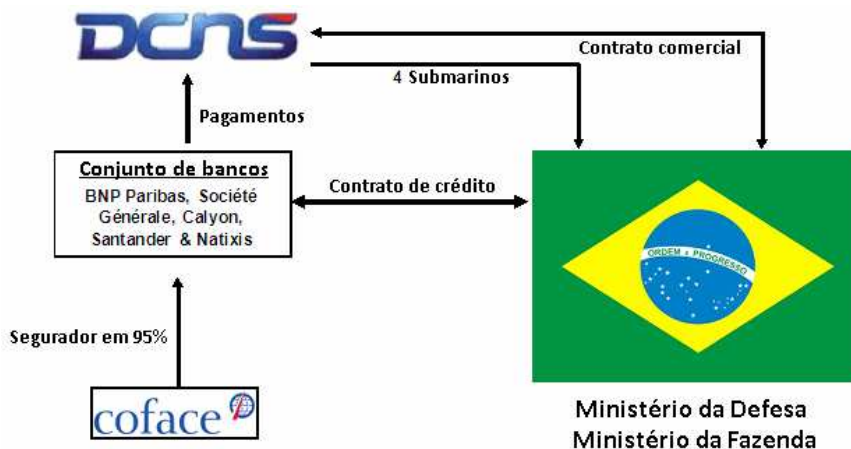 DCNS
Contrato comercial
4 Submarinos
Pagamentos
Conjunto de bancos
BNP Paribas, Société
Générale, Calyon,
Santander & Natixis
Contrato de crédito
ORDEM E PROGRESSO
Segurador em 95%
coface
Ministério da Defesa
Ministério da Fazenda